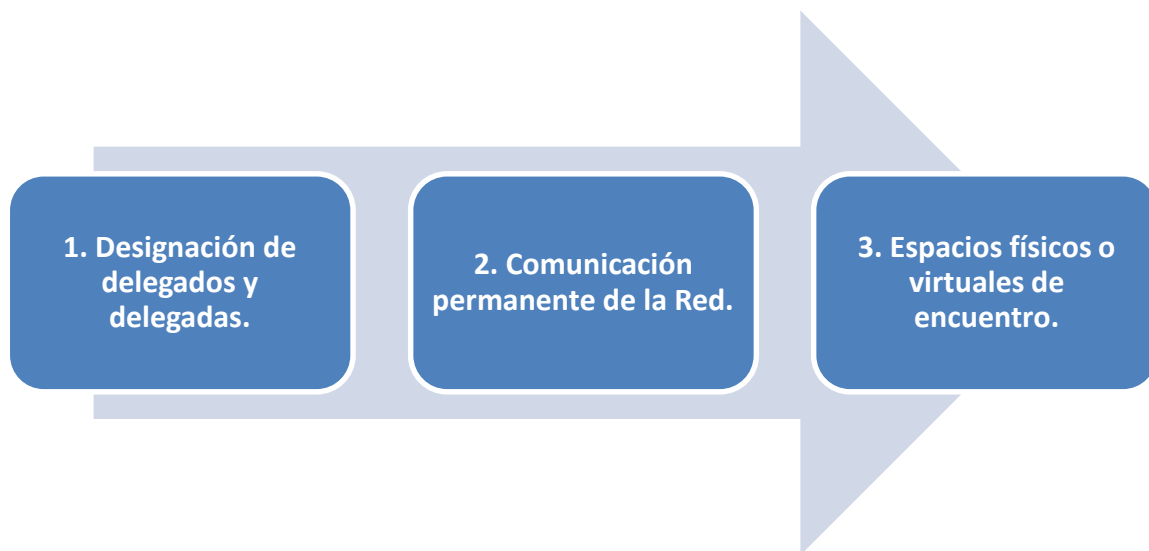 1. Designación de
delegados y
delegadas.
2. Comunicación
permanente de la Red.
3. Espacios físicos o
virtuales de
encuentro.